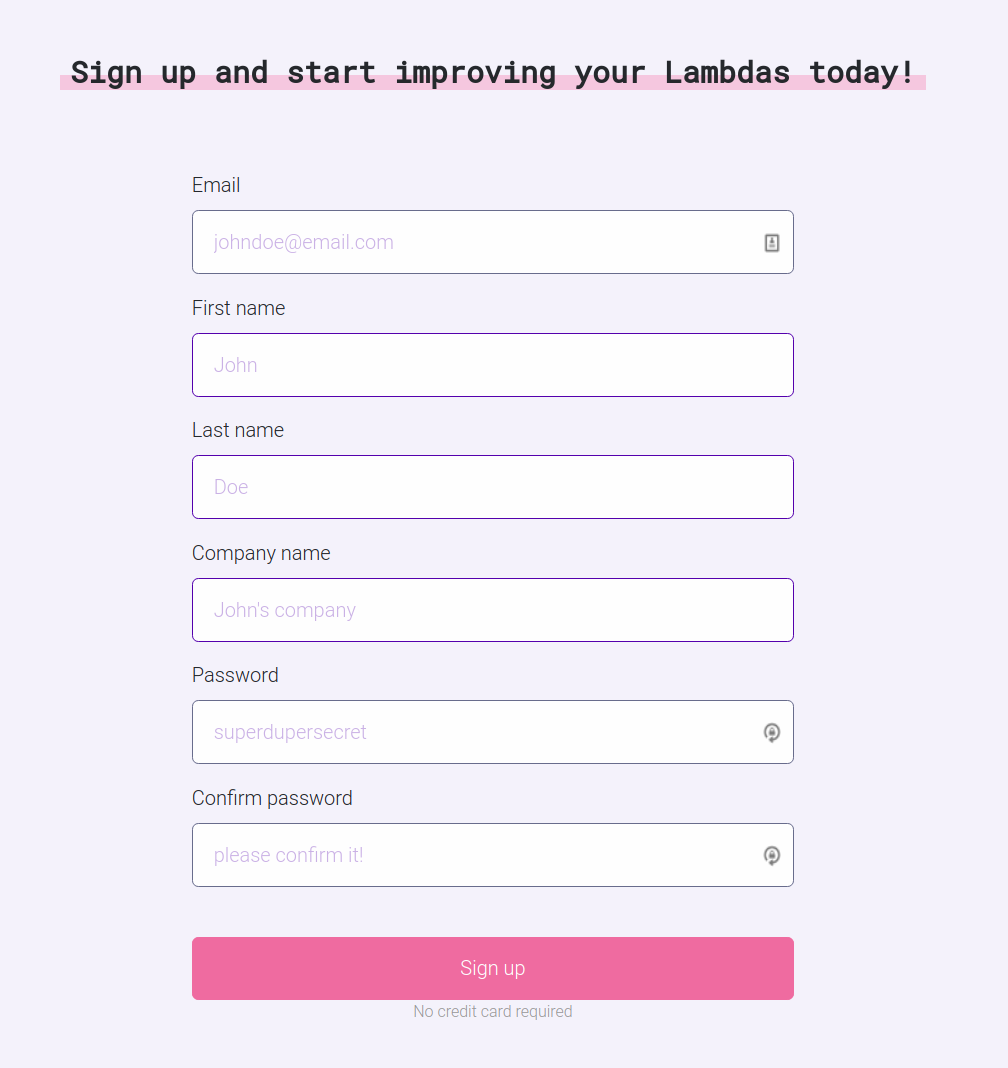 Sign up and start improving your Lambdas today!
Email
johndoe@email.com
First name
John
Last name
Doe
Company name
John's company
Password
superdupersecret
Confirm password
please confirm it!
Sign up
No credit card required